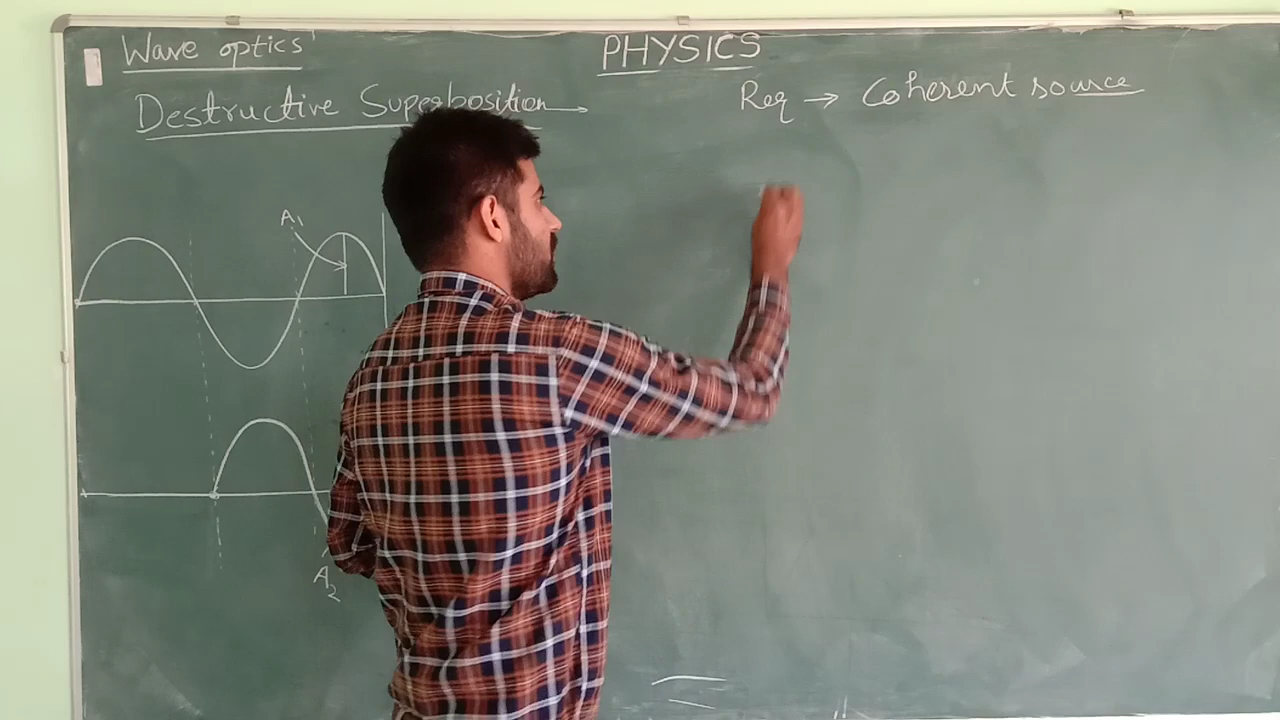 Wave optics
PHYSICS
Destructive Superposition →
Req → Coherent source
A₁
A₂